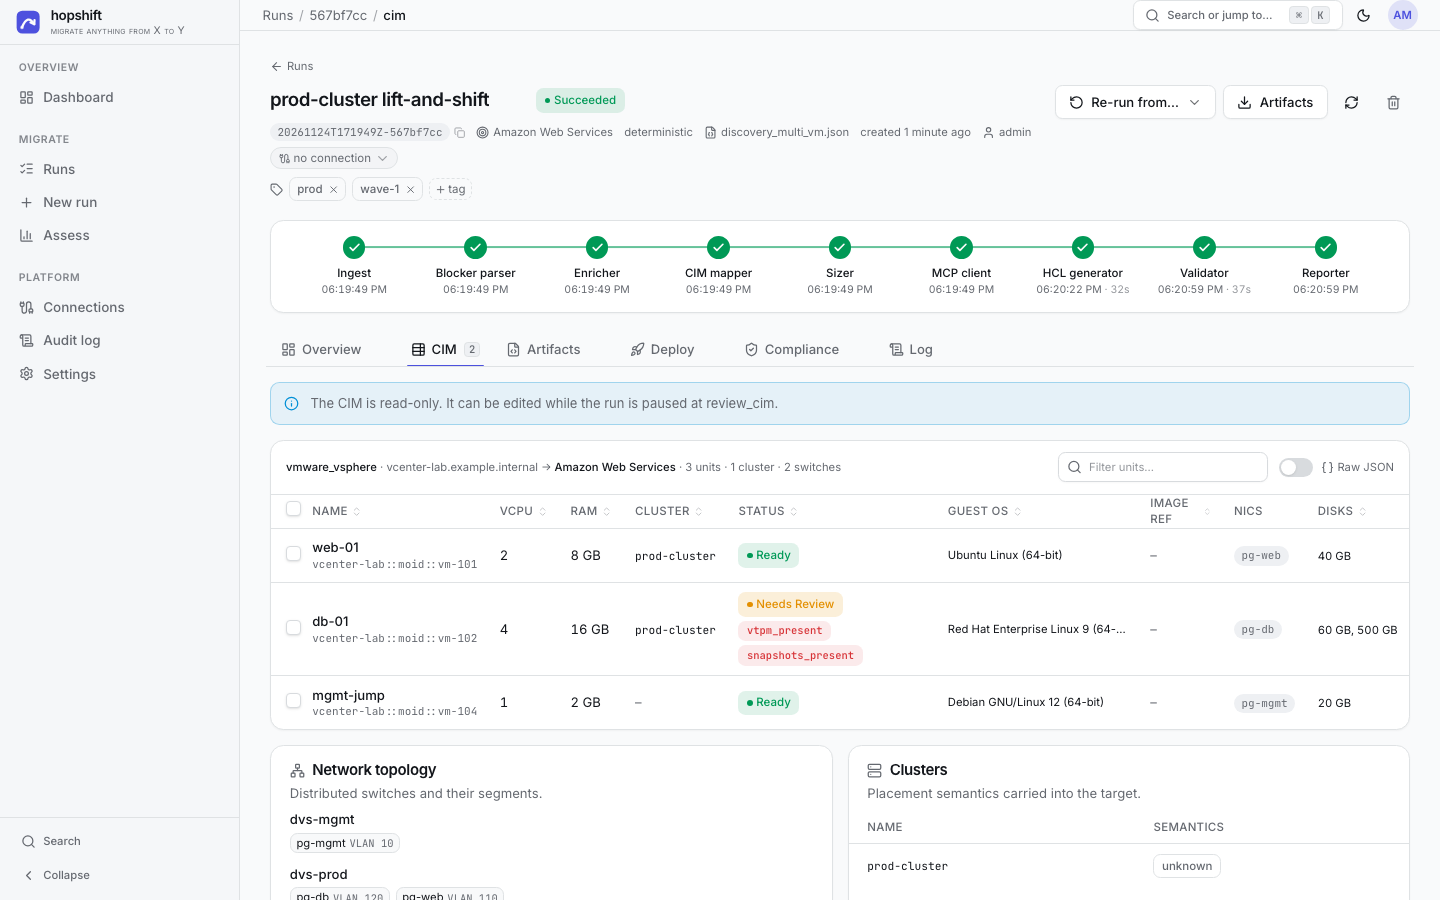 hopshift
MIGRATE ANYTHING FROM X TO Y
Runs / 567bf7cc / cim
Search or jump to... ⌘ K
AM
OVERVIEW
Dashboard
MIGRATE
Runs
New run
Assess
PLATFORM
Connections
Audit log
Settings
Search
Collapse
← Runs
prod-cluster lift-and-shift
Succeeded
Re-run from...
Artifacts
20261124T171949Z-567bf7cc Amazon Web Services deterministic discovery_multi_vm.json created 1 minute ago admin
no connection
prod × wave-1 × + tag
Ingest Blocker parser Enricher CIM mapper Sizer MCP client HCL generator Validator Reporter
06:19:49 PM 06:19:49 PM 06:19:49 PM 06:19:49 PM 06:19:49 PM 06:19:49 PM 06:20:22 PM · 32s 06:20:59 PM · 37s 06:20:59 PM
Overview CIM 2 Artifacts Deploy Compliance Log
The CIM is read-only. It can be edited while the run is paused at review_cim.
vmware_vsphere · vcenter-lab.example.internal → Amazon Web Services · 3 units · 1 cluster · 2 switches
Filter units...
{ } Raw JSON
NAME VCPU RAM CLUSTER STATUS GUEST OS IMAGE REF NICS DISKS
web-01 2 8 GB prod-cluster Ready Ubuntu Linux (64-bit) – pg-web 40 GB
vcenter-lab::moid::vm-101
Needs Review
db-01 4 16 GB prod-cluster vtpm_present Red Hat Enterprise Linux 9 (64-... – pg-db 60 GB, 500 GB
vcenter-lab::moid::vm-102
snapshots_present
mgmt-jump 1 2 GB – Ready Debian GNU/Linux 12 (64-bit) – pg-mgmt 20 GB
vcenter-lab::moid::vm-104
Network topology
Distributed switches and their segments.
dvs-mgmt
pg-mgmt VLAN 10
dvs-prod
pg-db VLAN 120 pg-web VLAN 110
Clusters
Placement semantics carried into the target.
NAME SEMANTICS
prod-cluster unknown